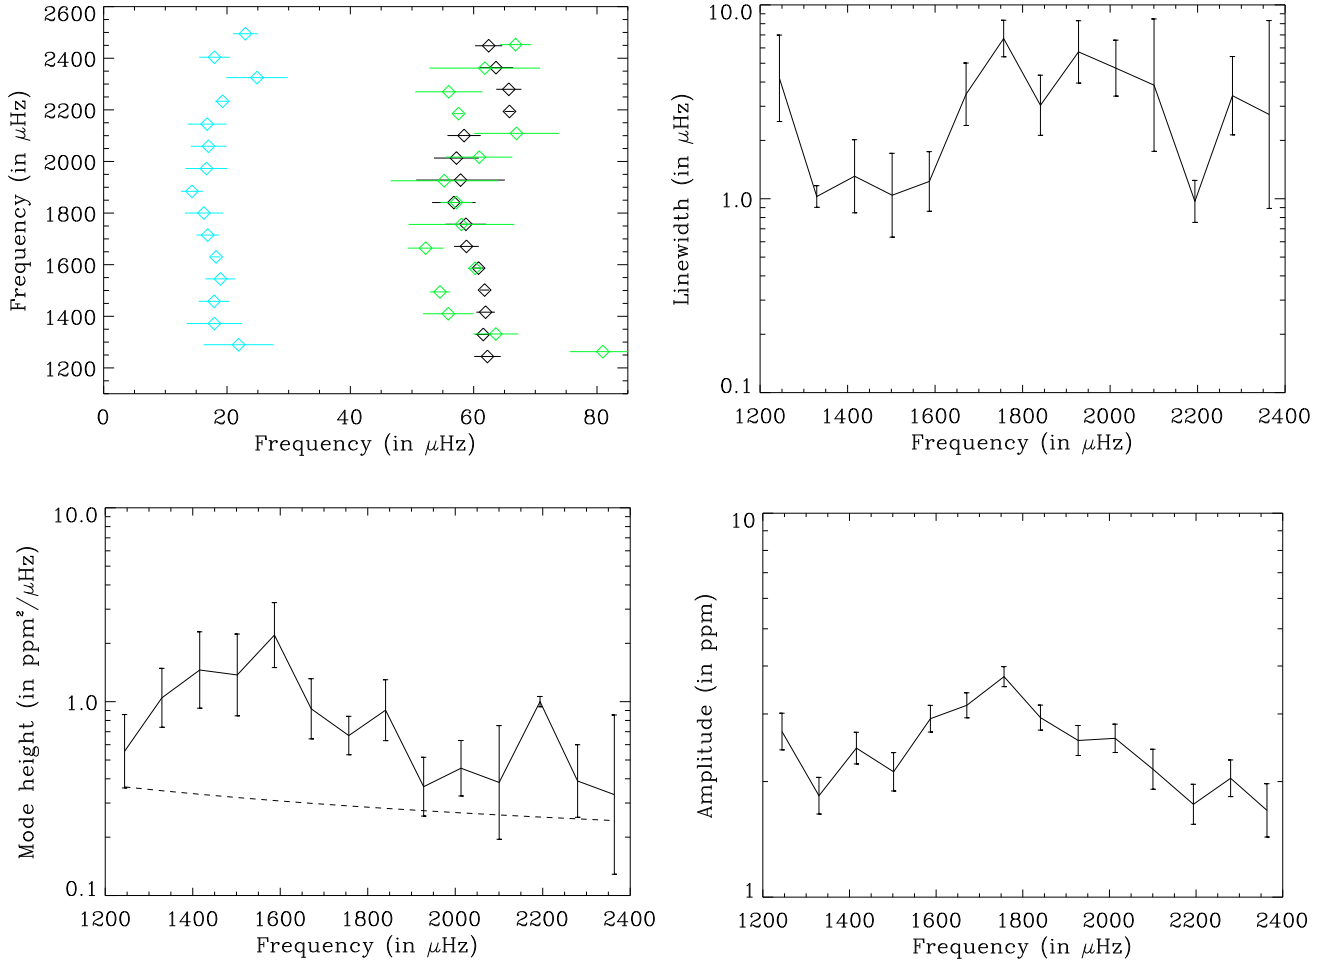 2600
2400
2200
2000
1800
1600
1400
1200
Frequency (in μHz)
0 20 40 60 80
Frequency (in μHz)
10.0
1.0
0.1
Linewidth (in μHz)
1200 1400 1600 1800 2000 2200 2400
Frequency (in μHz)
10.0
1.0
0.1
Mode height (in ppm²/μHz)
1200 1400 1600 1800 2000 2200 2400
Frequency (in μHz)
10
1
Amplitude (in ppm)
1200 1400 1600 1800 2000 2200 2400
Frequency (in μHz)